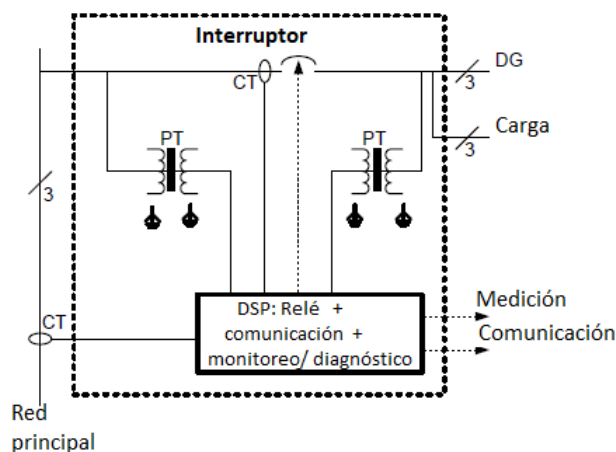 Interruptor
DG
CT
3
Carga
PT
PT
3
3
DSP: Relé +
comunicación +
monitoreo/ diagnóstico
Medición
Comunicación
CT
Red
principal